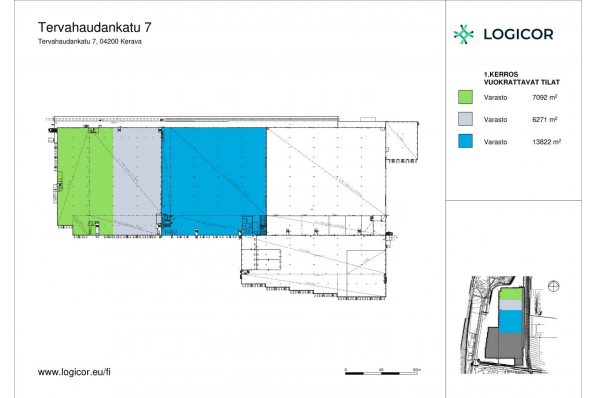 Tervahaudankatu 7
Tervahaudankatu 7, 04200 Kerava
LOGICOR
1.KERROS
VUOKRATTAVAT TILAT
Varasto 7092 m²
Varasto 6271 m²
Varasto 13822 m²
www.logicor.eu/fi